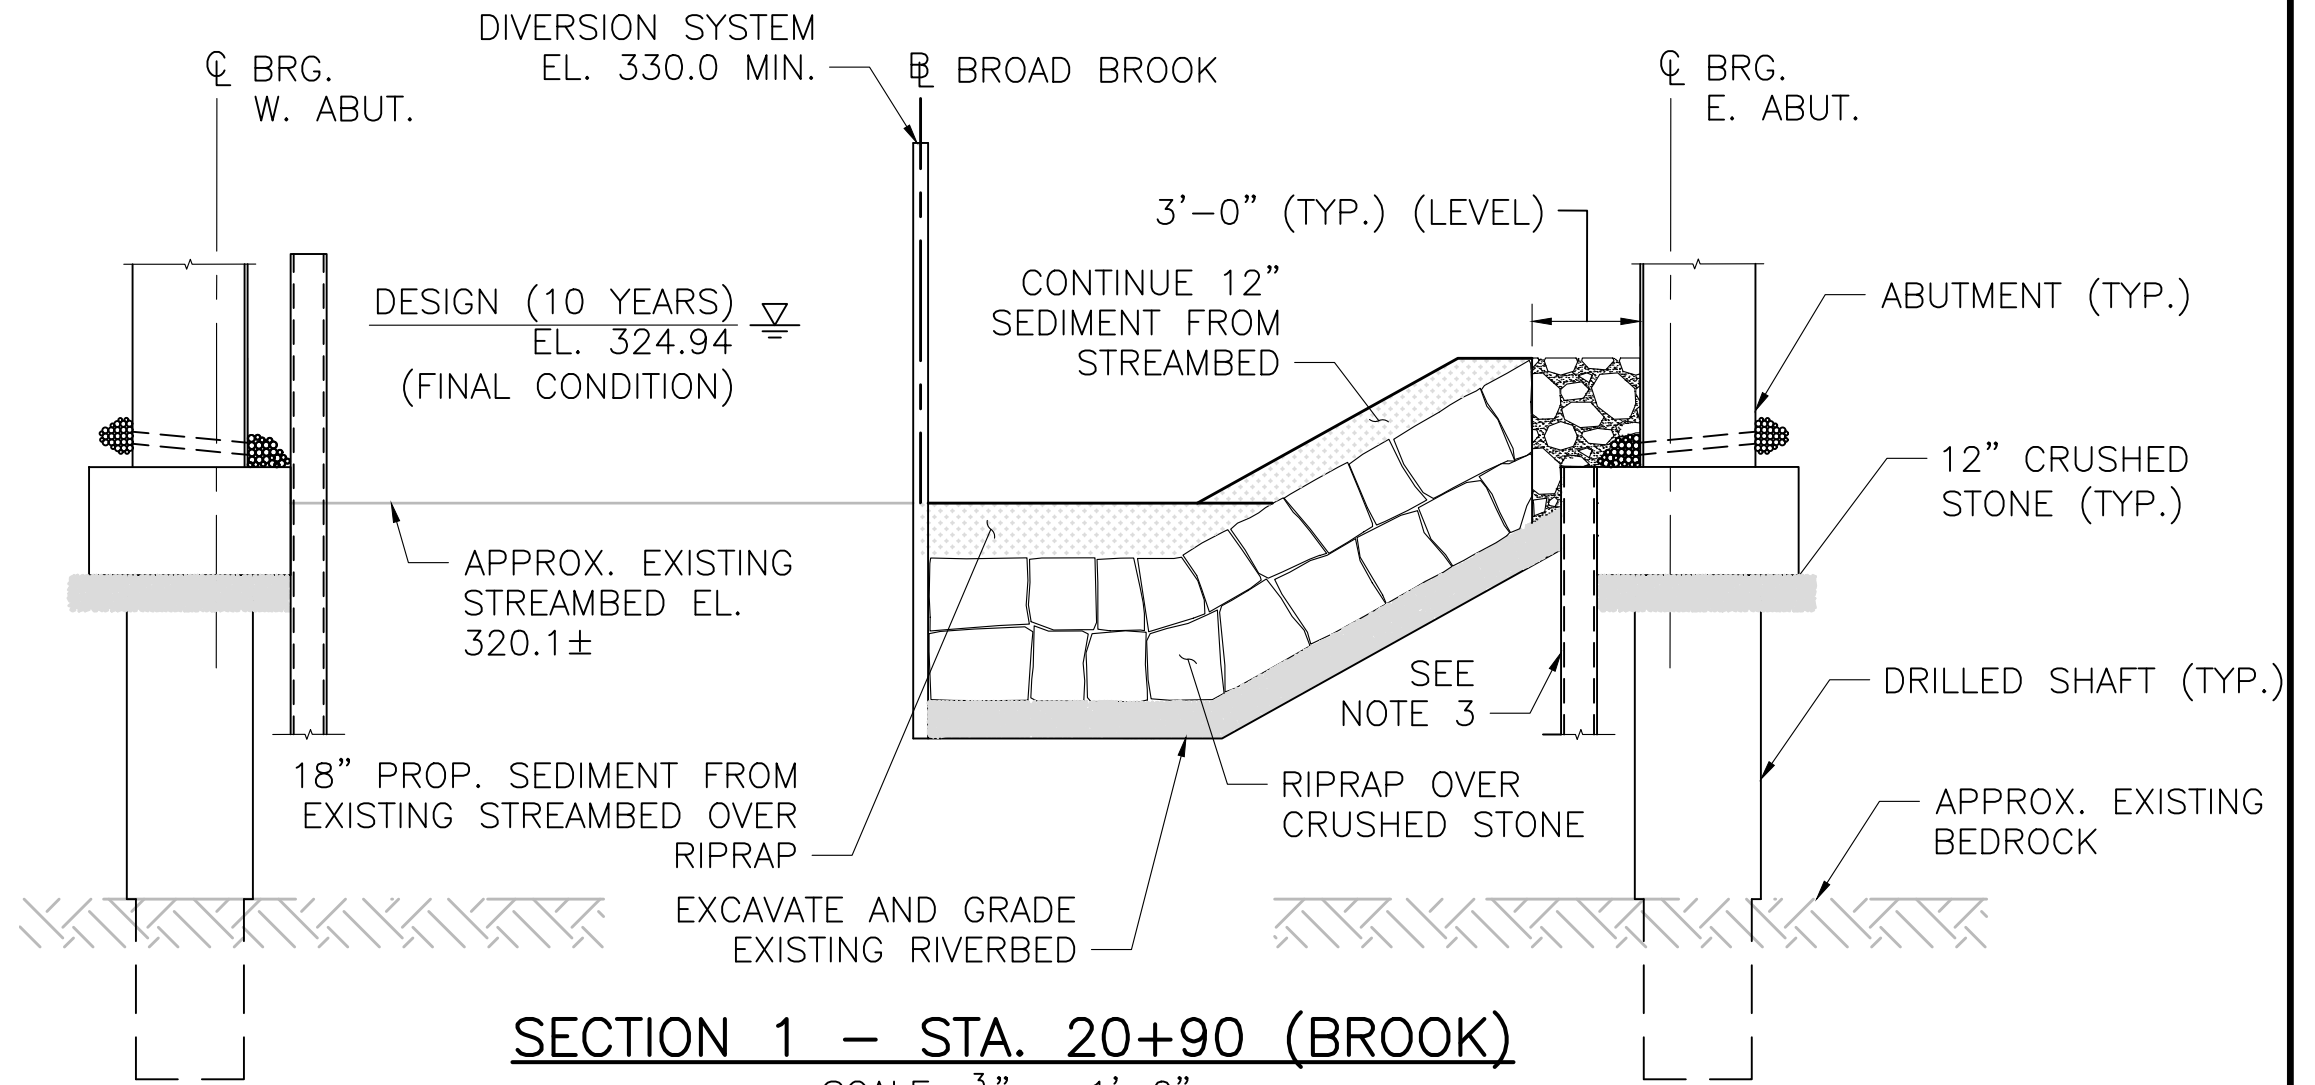 DIVERSION SYSTEM
EL. 330.0 MIN.
℄ BRG.
W. ABUT.
BROAD BROOK
℄ BRG.
E. ABUT.
3'-0" (TYP.) (LEVEL)
CONTINUE 12"
SEDIMENT FROM
STREAMBED
DESIGN (10 YEARS)
EL. 324.94
(FINAL CONDITION)
ABUTMENT (TYP.)
12" CRUSHED
STONE (TYP.)
APPROX. EXISTING
STREAMBED EL.
320.1±
SEE
NOTE 3
DRILLED SHAFT (TYP.)
18" PROP. SEDIMENT FROM
EXISTING STREAMBED OVER
RIPRAP
RIPRAP OVER
CRUSHED STONE
APPROX. EXISTING
BEDROCK
EXCAVATE AND GRADE
EXISTING RIVERBED
SECTION 1 - STA. 20+90 (BROOK)